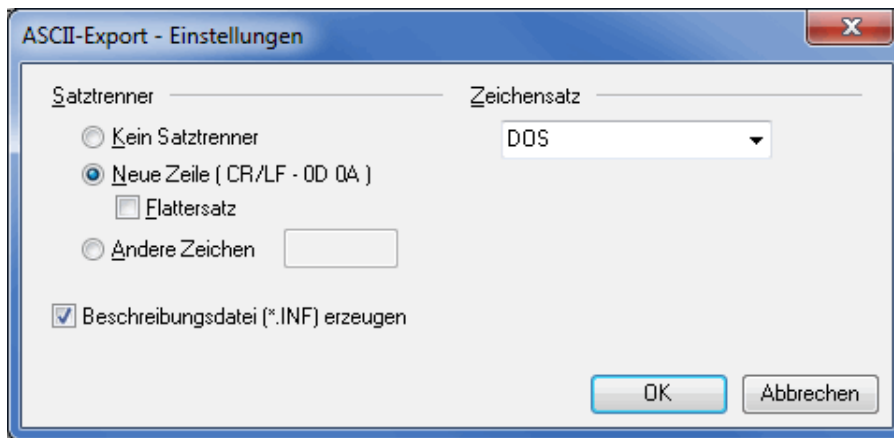 ASCII-Export - Einstellungen
Satztrenner
Kein Satztrenner
Neue Zeile ( CR/LF - 0D 0A )
Flattersatz
Andere Zeichen
Beschreibungsdatei (*.INF) erzeugen
Zeichensatz
DOS
OK
Abbrechen